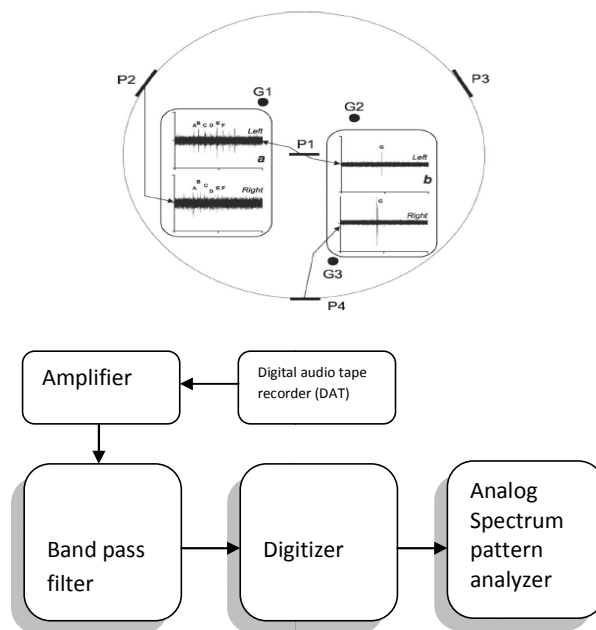 P2
P3
G1
G2
P1
A B C D E F
Left
a
A B C D E F
Right
G
Left
b
G
Right
G3
P4
Amplifier
Digital audio tape
recorder (DAT)
Band pass
filter
Digitizer
Analog
Spectrum
pattern
analyzer